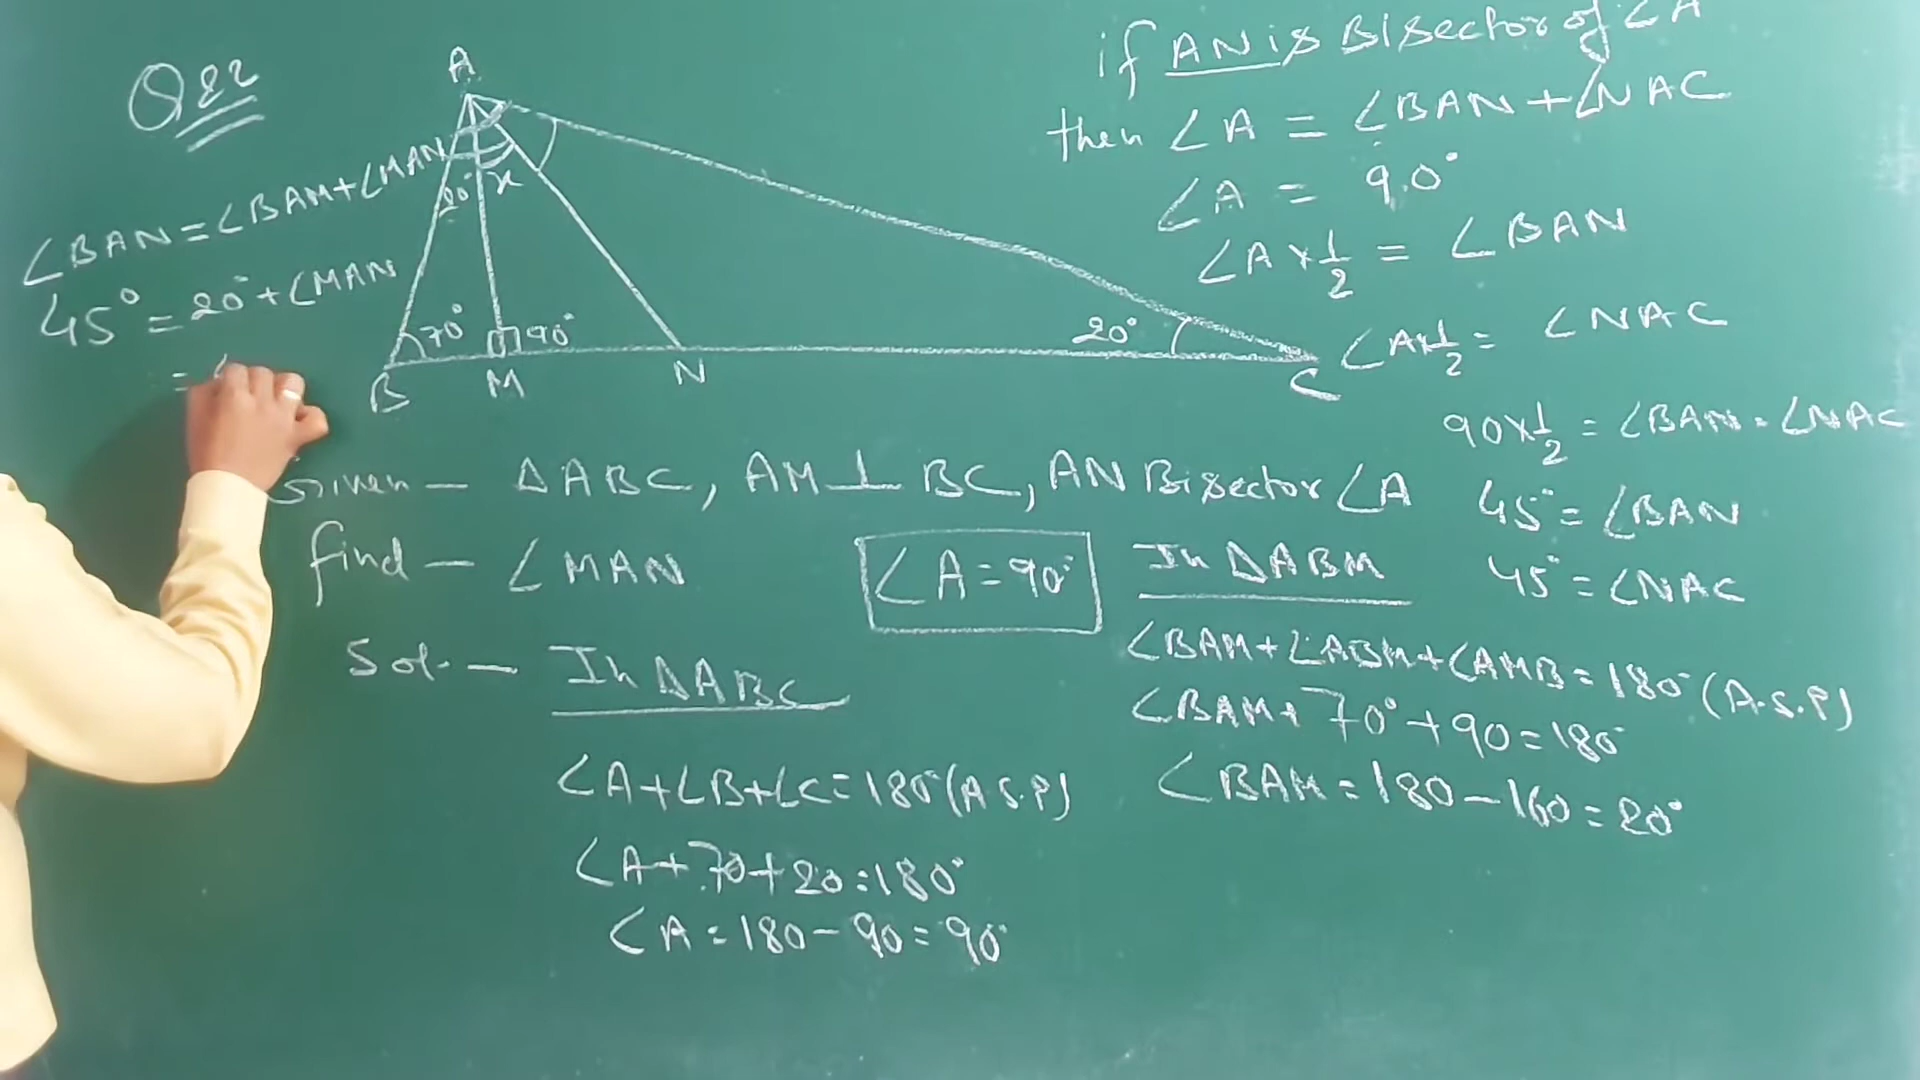 Q22
A
20° x
70° 90° 20°
B M N C
∠BAN = ∠BAM + ∠MAN
45° = 20° + ∠MAN
=
if AN is Bisector of ∠A
then ∠A = ∠BAN + ∠NAC
∠A = 90°
∠A × 1/2 = ∠BAN
∠A × 1/2 = ∠NAC
90 × 1/2 = ∠BAN = ∠NAC
45° = ∠BAN
45° = ∠NAC
Given - ΔABC, AM ⊥ BC, AN Bisector ∠A
find - ∠MAN
∠A = 90°
Sol. - In ΔABC
∠A + ∠B + ∠C = 180° (A.S.P)
∠A + 70 + 20 = 180°
∠A = 180 - 90 = 90°
In ΔABM
∠BAM + ∠ABM + ∠AMB = 180° (A.S.P)
∠BAM + 70° + 90 = 180°
∠BAM = 180 - 160 = 20°